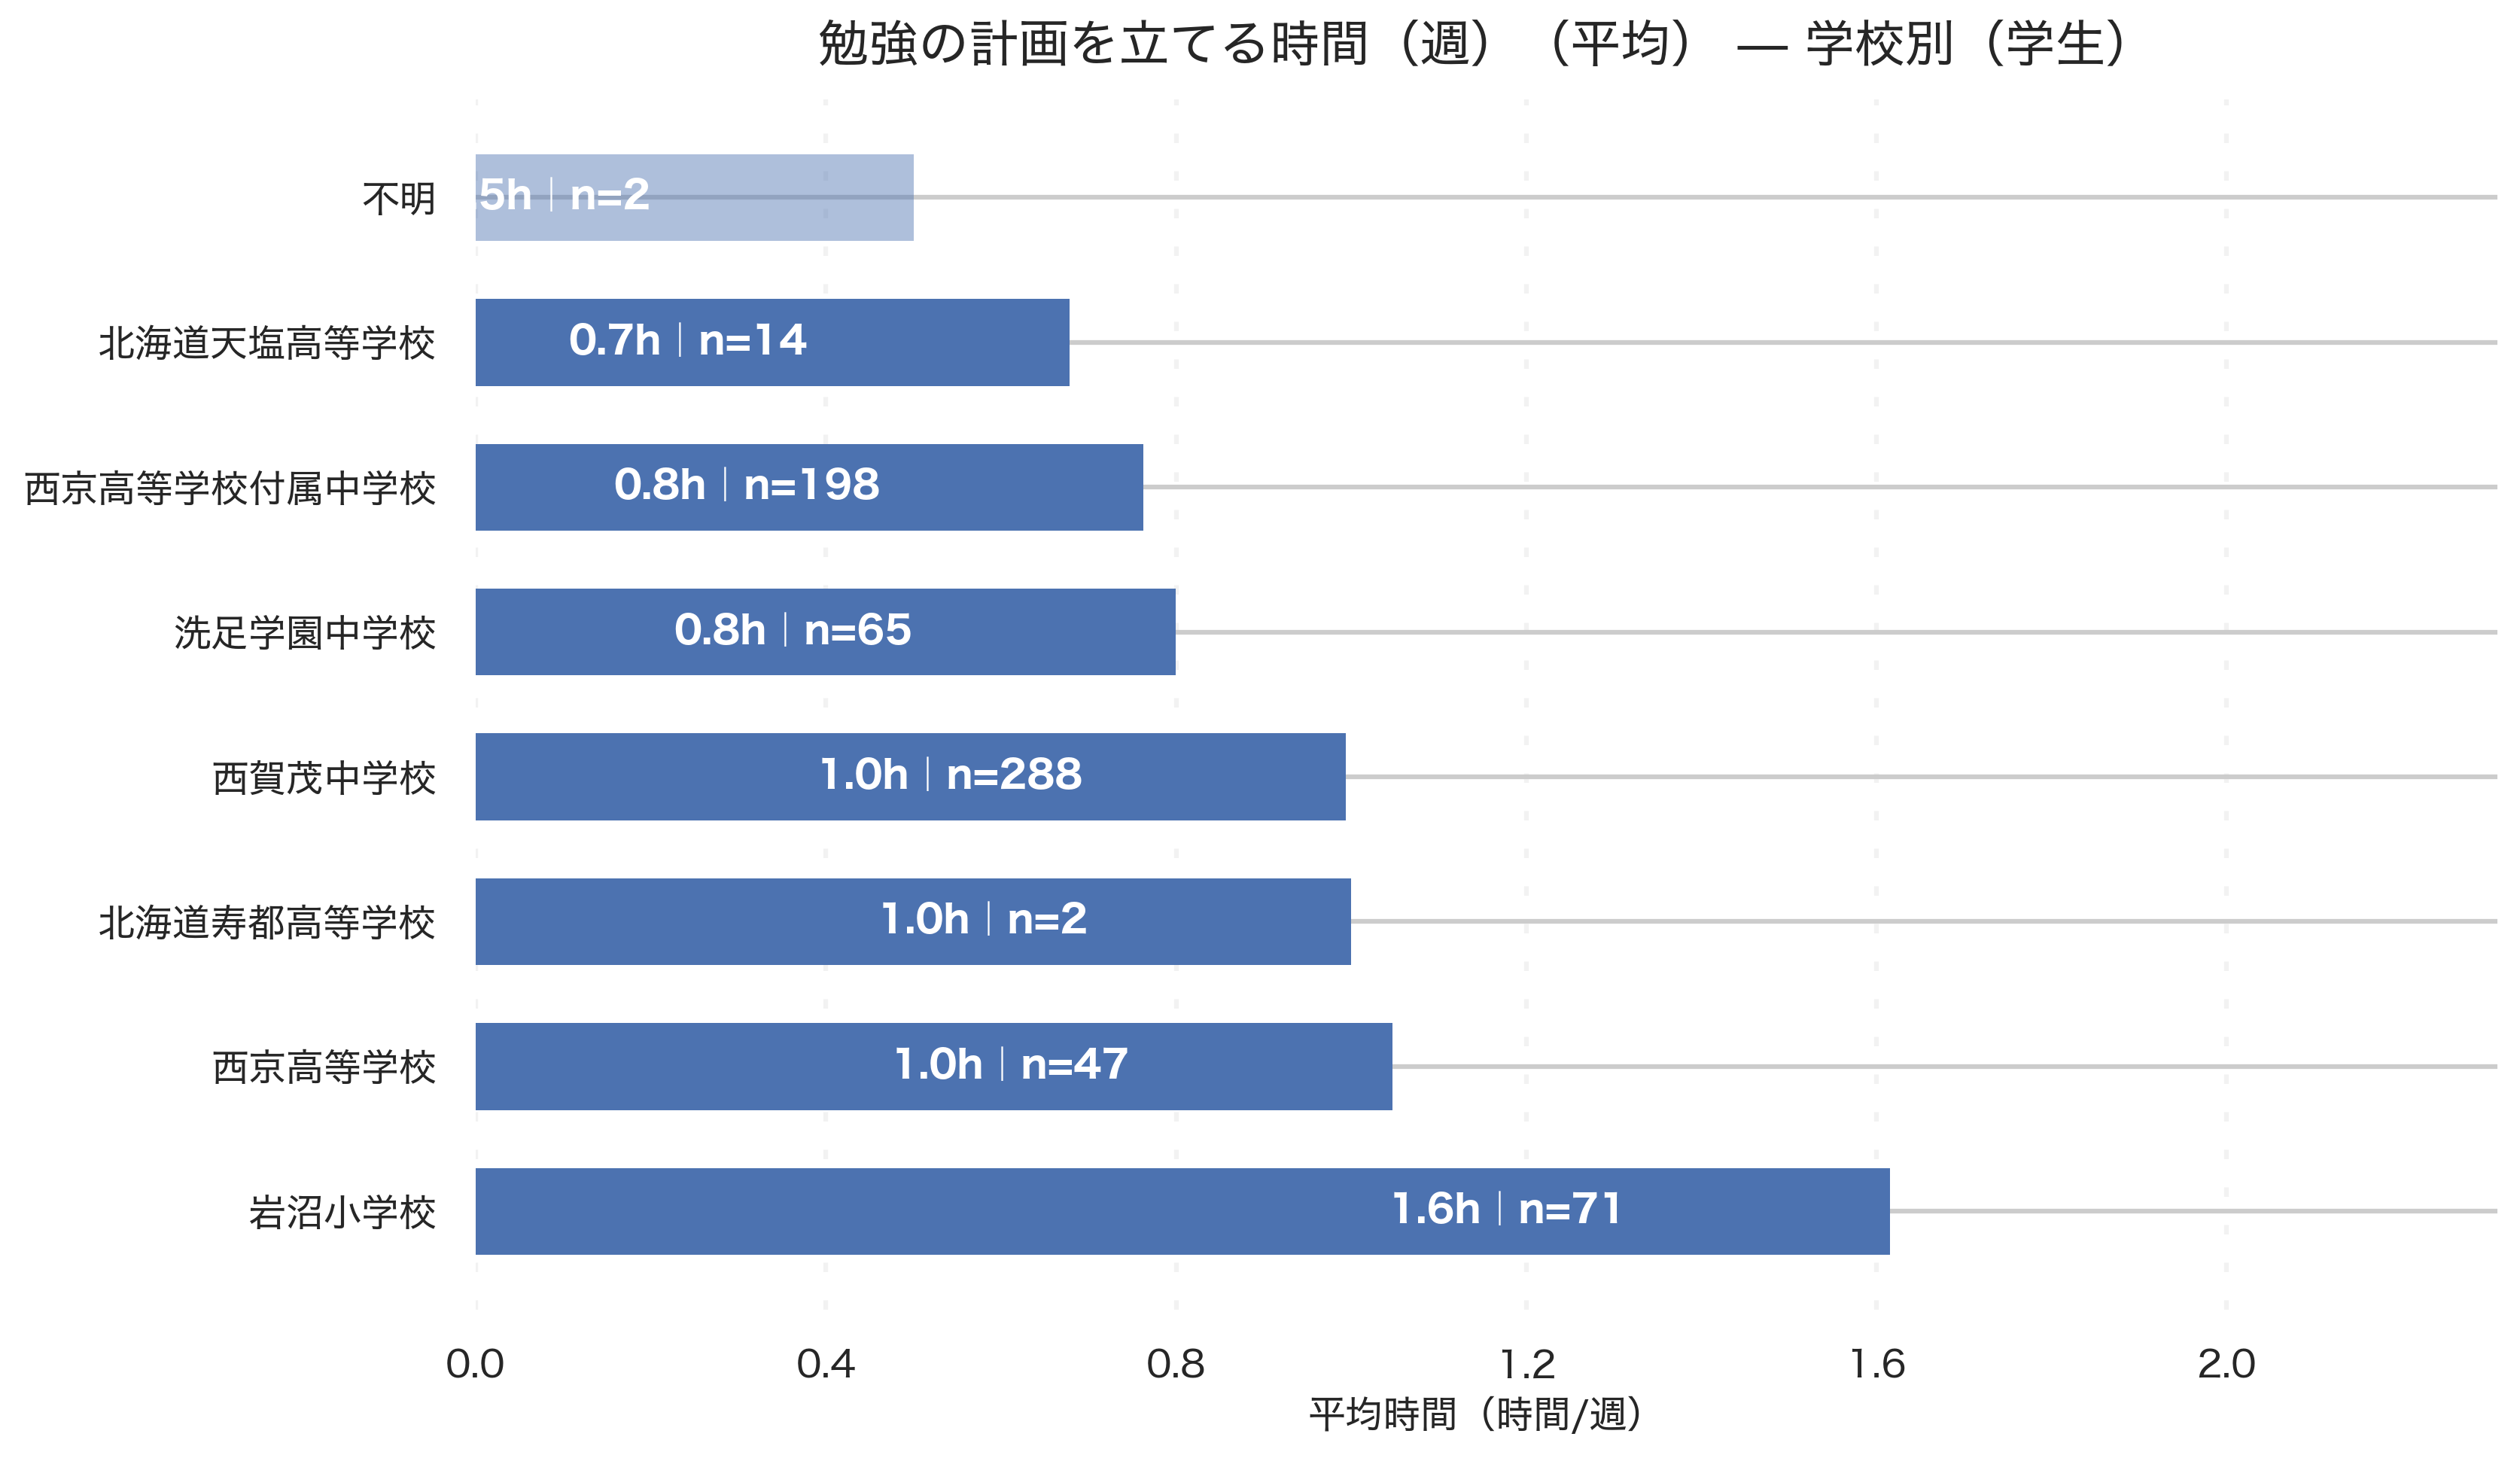 勉強の計画を立てる時間（週）（平均） — 学校別（学生）
不明
5h｜n=2
北海道天塩高等学校
0.7h｜n=14
西京高等学校付属中学校
0.8h｜n=198
洗足学園中学校
0.8h｜n=65
西賀茂中学校
1.0h｜n=288
北海道寿都高等学校
1.0h｜n=2
西京高等学校
1.0h｜n=47
岩沼小学校
1.6h｜n=71
0.0 0.4 0.8 1.2 1.6 2.0
平均時間（時間/週）